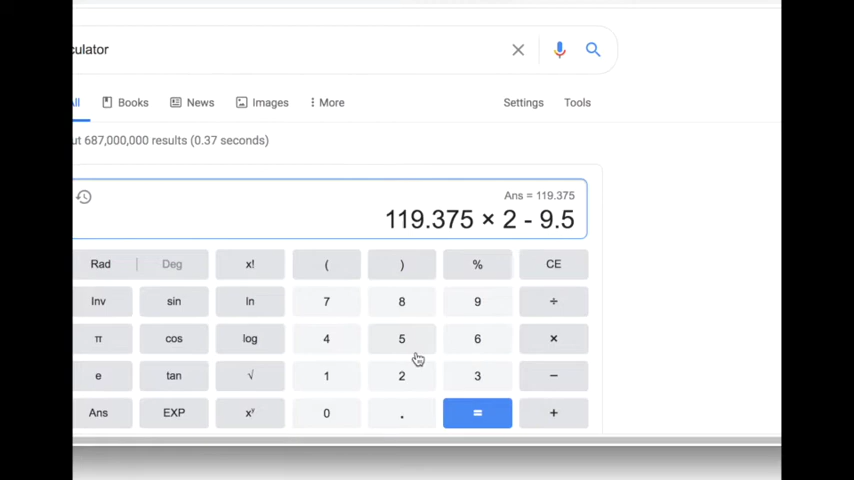 culator
All Books News Images More Settings Tools
ut 687,000,000 results (0.37 seconds)
Ans = 119.375
119.375 × 2 - 9.5
Rad Deg x! ( ) % CE
Inv sin ln 7 8 9 ÷
π cos log 4 5 6 ×
e tan √ 1 2 3 −
Ans EXP xʸ 0 . = +